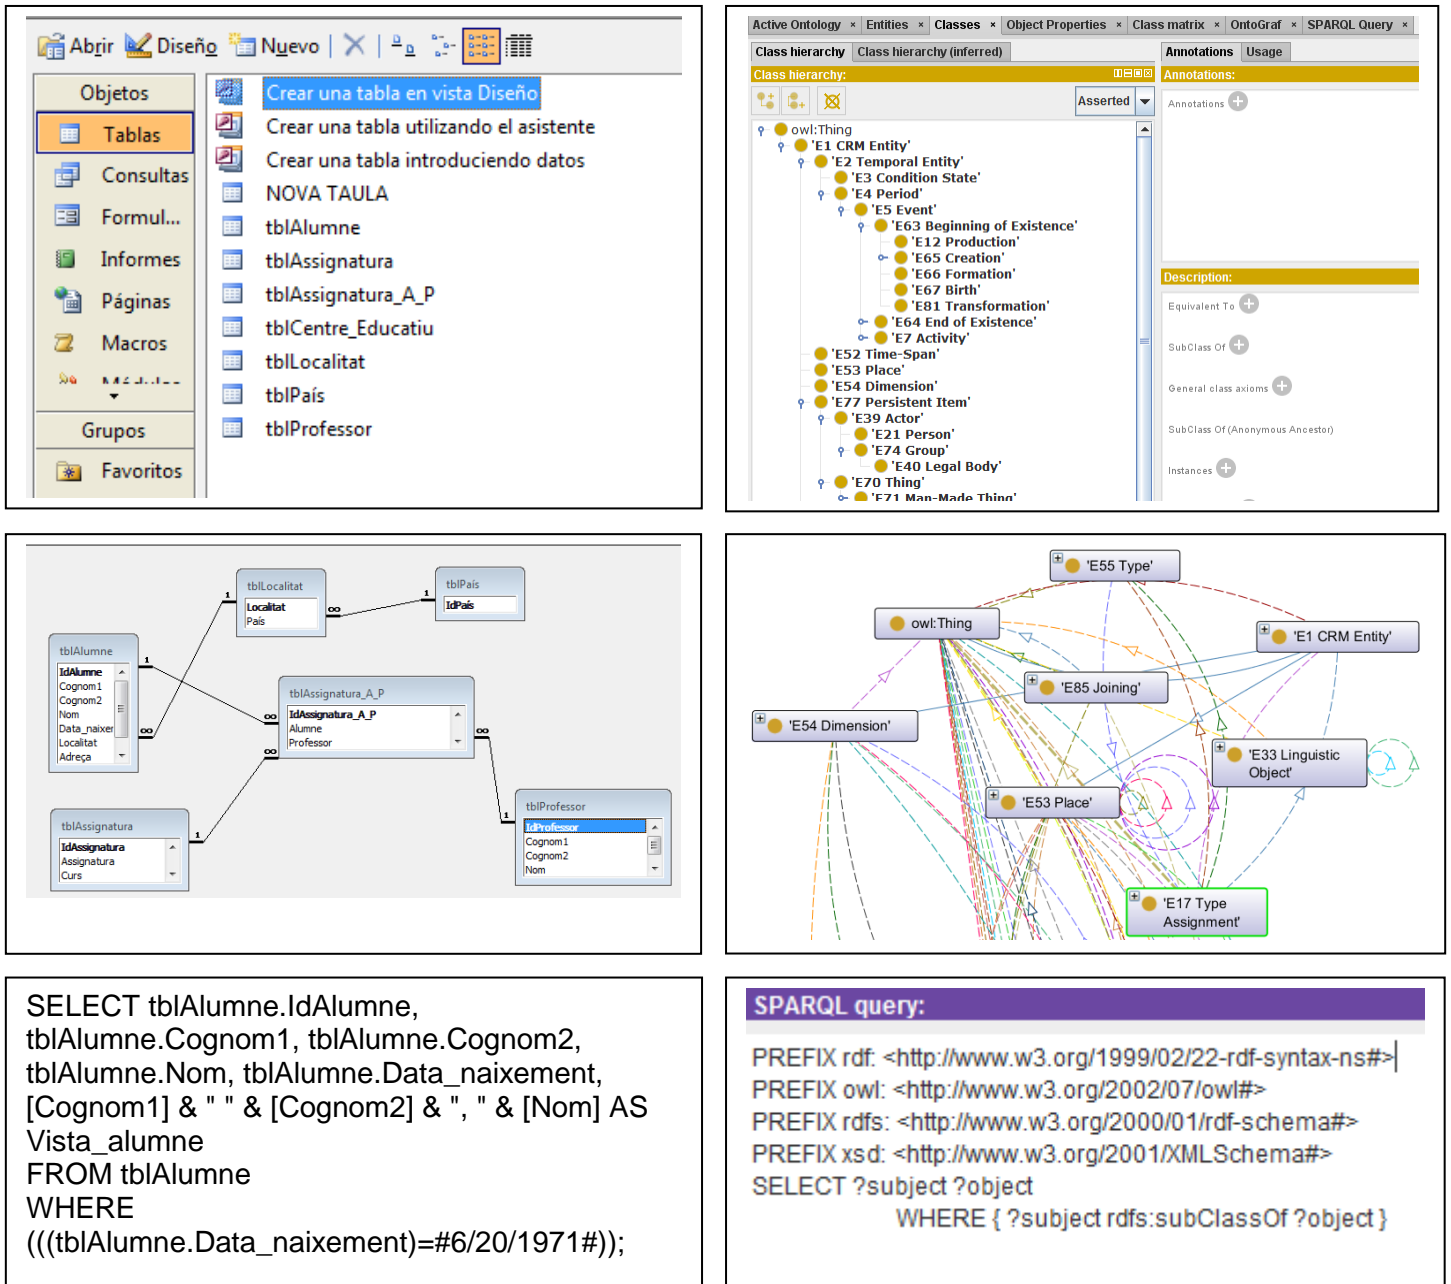 Abrir Diseño Nuevo
Objetos
Tablas
Consultas
Formul...
Informes
Páginas
Macros
Grupos
Favoritos
Crear una tabla en vista Diseño
Crear una tabla utilizando el asistente
Crear una tabla introduciendo datos
NOVA TAULA
tblAlumne
tblAssignatura
tblAssignatura_A_P
tblCentre_Educatiu
tblLocalitat
tblPaís
tblProfessor
Active Ontology × Entities × Classes × Object Properties × Class matrix × OntoGraf × SPARQL Query ×
Class hierarchy Class hierarchy (inferred)
Class hierarchy:
Asserted
owl:Thing
'E1 CRM Entity'
'E2 Temporal Entity'
'E3 Condition State'
'E4 Period'
'E5 Event'
'E63 Beginning of Existence'
'E12 Production'
'E65 Creation'
'E66 Formation'
'E67 Birth'
'E81 Transformation'
'E64 End of Existence'
'E7 Activity'
'E52 Time-Span'
'E53 Place'
'E54 Dimension'
'E77 Persistent Item'
'E39 Actor'
'E21 Person'
'E74 Group'
'E40 Legal Body'
'E70 Thing'
'E71 Man-Made Thing'
Annotations Usage
Annotations:
Annotations
Description:
Equivalent To
SubClass Of
General class axioms
SubClass Of (Anonymous Ancestor)
Instances
tblLocalitat
Localitat
País
1
∞
tblPaís
IdPaís
1
tblAlumne
IdAlumne
Cognom1
Cognom2
Nom
Data_naixer
Localitat
Adreça
1
∞
tblAssignatura_A_P
IdAssignatura_A_P
Alumne
Professor
∞
∞
∞
tblAssignatura
IdAssignatura
Assignatura
Curs
1
tblProfessor
IdProfessor
Cognom1
Cognom2
Nom
1
'E55 Type'
owl:Thing
'E1 CRM Entity'
'E85 Joining'
'E54 Dimension'
'E33 Linguistic
Object'
'E53 Place'
'E17 Type
Assignment'
SELECT tblAlumne.IdAlumne,
tblAlumne.Cognom1, tblAlumne.Cognom2,
tblAlumne.Nom, tblAlumne.Data_naixement,
[Cognom1] & " " & [Cognom2] & ", " & [Nom] AS
Vista_alumne
FROM tblAlumne
WHERE
(((tblAlumne.Data_naixement)=#6/20/1971#));
SPARQL query:
PREFIX rdf: <http://www.w3.org/1999/02/22-rdf-syntax-ns#>
PREFIX owl: <http://www.w3.org/2002/07/owl#>
PREFIX rdfs: <http://www.w3.org/2000/01/rdf-schema#>
PREFIX xsd: <http://www.w3.org/2001/XMLSchema#>
SELECT ?subject ?object
WHERE { ?subject rdfs:subClassOf ?object }